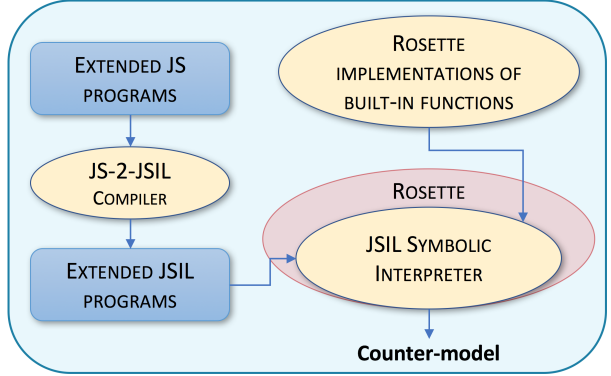 EXTENDED JS
PROGRAMS
JS-2-JSIL
COMPILER
EXTENDED JSIL
PROGRAMS
ROSETTE
IMPLEMENTATIONS OF
BUILT-IN FUNCTIONS
ROSETTE
JSIL SYMBOLIC
INTERPRETER
Counter-model